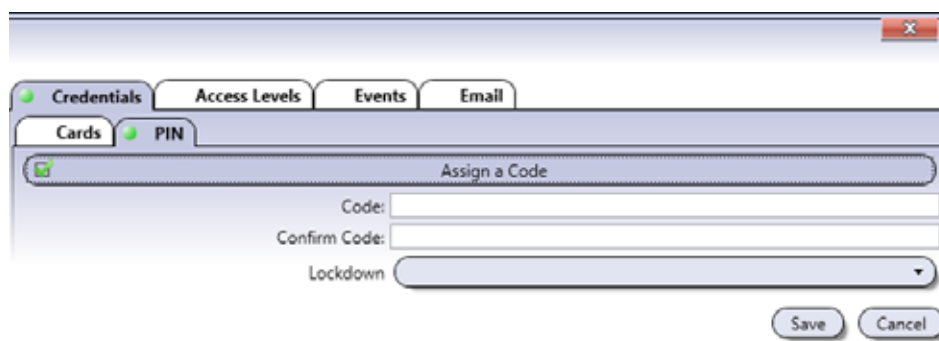 Credentials Access Levels Events Email
Cards PIN
Assign a Code
Code:
Confirm Code:
Lockdown
Save Cancel